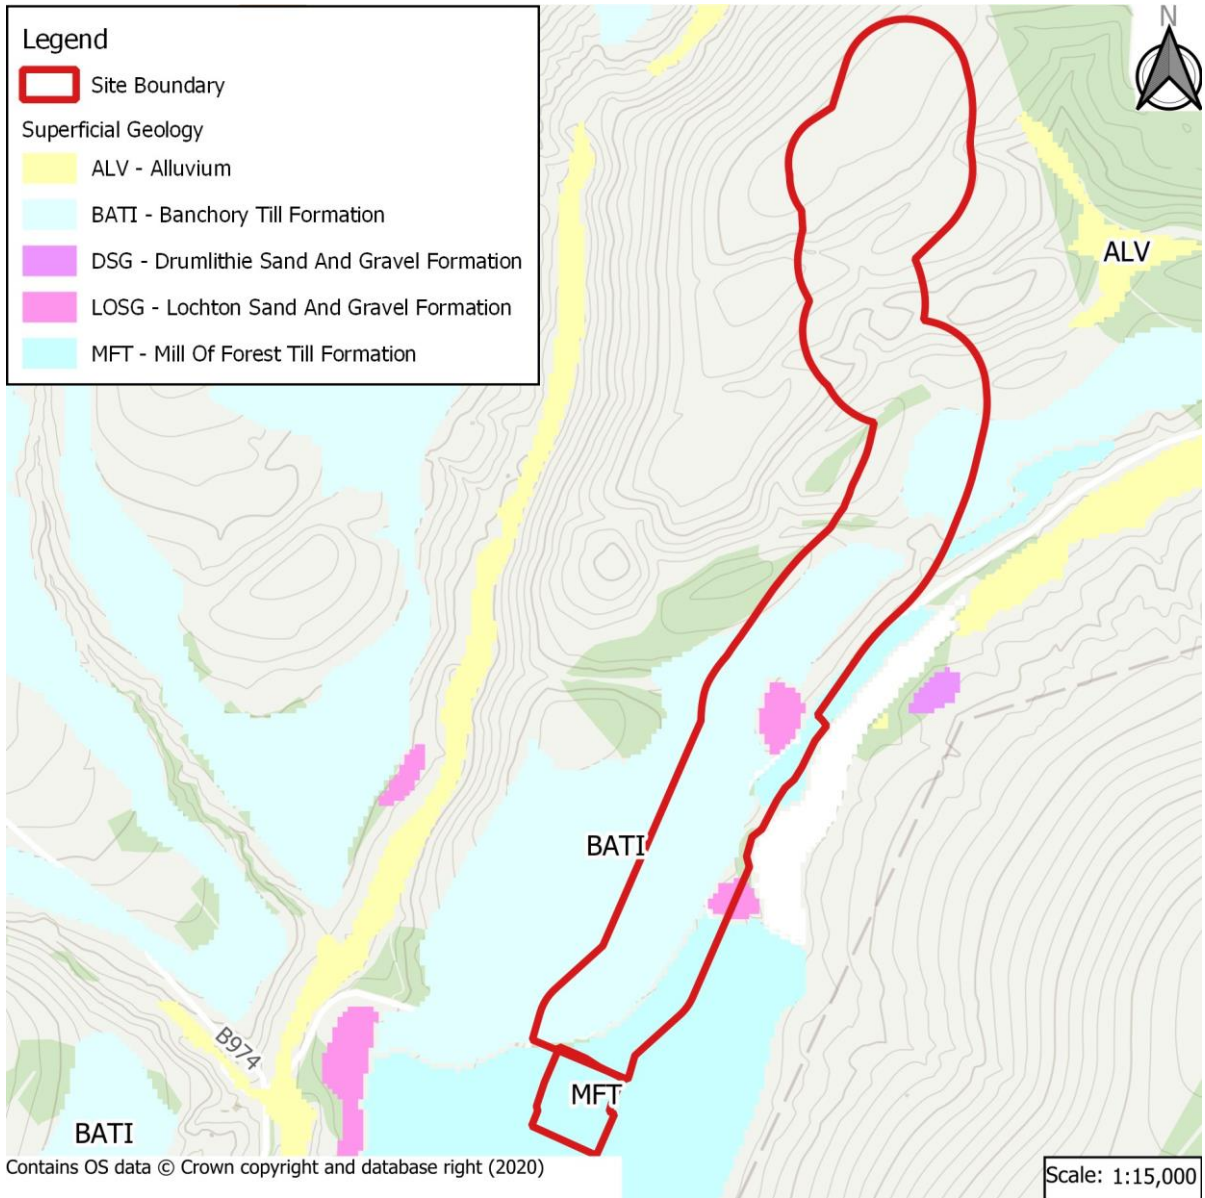 Legend
Site Boundary
Superficial Geology
ALV - Alluvium
BATI - Banchory Till Formation
DSG - Drumlithie Sand And Gravel Formation
LOSG - Lochton Sand And Gravel Formation
MFT - Mill Of Forest Till Formation
N
ALV
BATI
B974
MFT
BATI
Contains OS data © Crown copyright and database right (2020)
Scale: 1:15,000